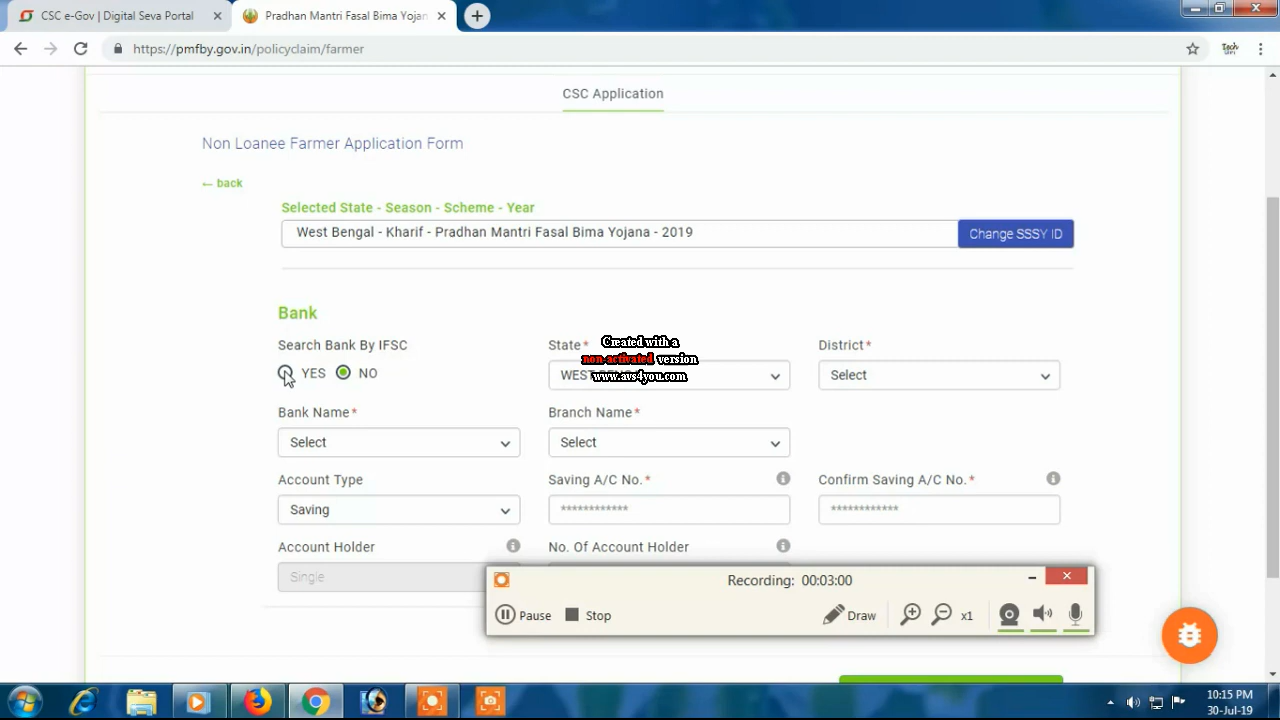 CSC e-Gov | Digital Seva Portal
Pradhan Mantri Fasal Bima Yojan
https://pmfby.gov.in/policyclaim/farmer
CSC Application
Non Loanee Farmer Application Form
← back
Selected State - Season - Scheme - Year
West Bengal - Kharif - Pradhan Mantri Fasal Bima Yojana - 2019
Change SSSY ID
Bank
Search Bank By IFSC
State*
District*
YES
NO
WEST BENG
Select
Created with a
non-activated version
www.avs4you.com
Bank Name*
Branch Name*
Select
Select
Account Type
Saving A/C No.*
Confirm Saving A/C No.*
Saving
************
************
Account Holder
No. Of Account Holder
Single
Recording: 00:03:00
Pause
Stop
Draw
x1
10:15 PM
30-Jul-19